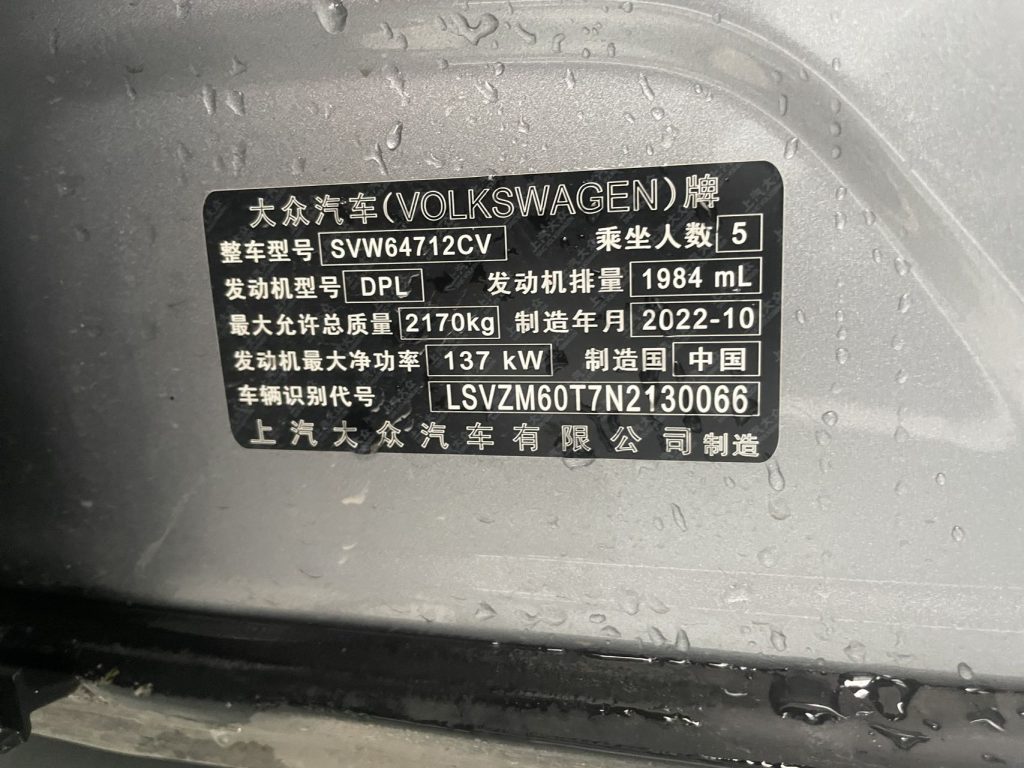 大众汽车(VOLKSWAGEN)牌
整车型号 SVW64712CV 乘坐人数 5
发动机型号 DPL 发动机排量 1984 mL
最大允许总质量 2170kg 制造年月 2022-10
发动机最大净功率 137 kW 制造国 中国
车辆识别代号 LSVZM60T7N2130066
上汽大众汽车有限公司制造